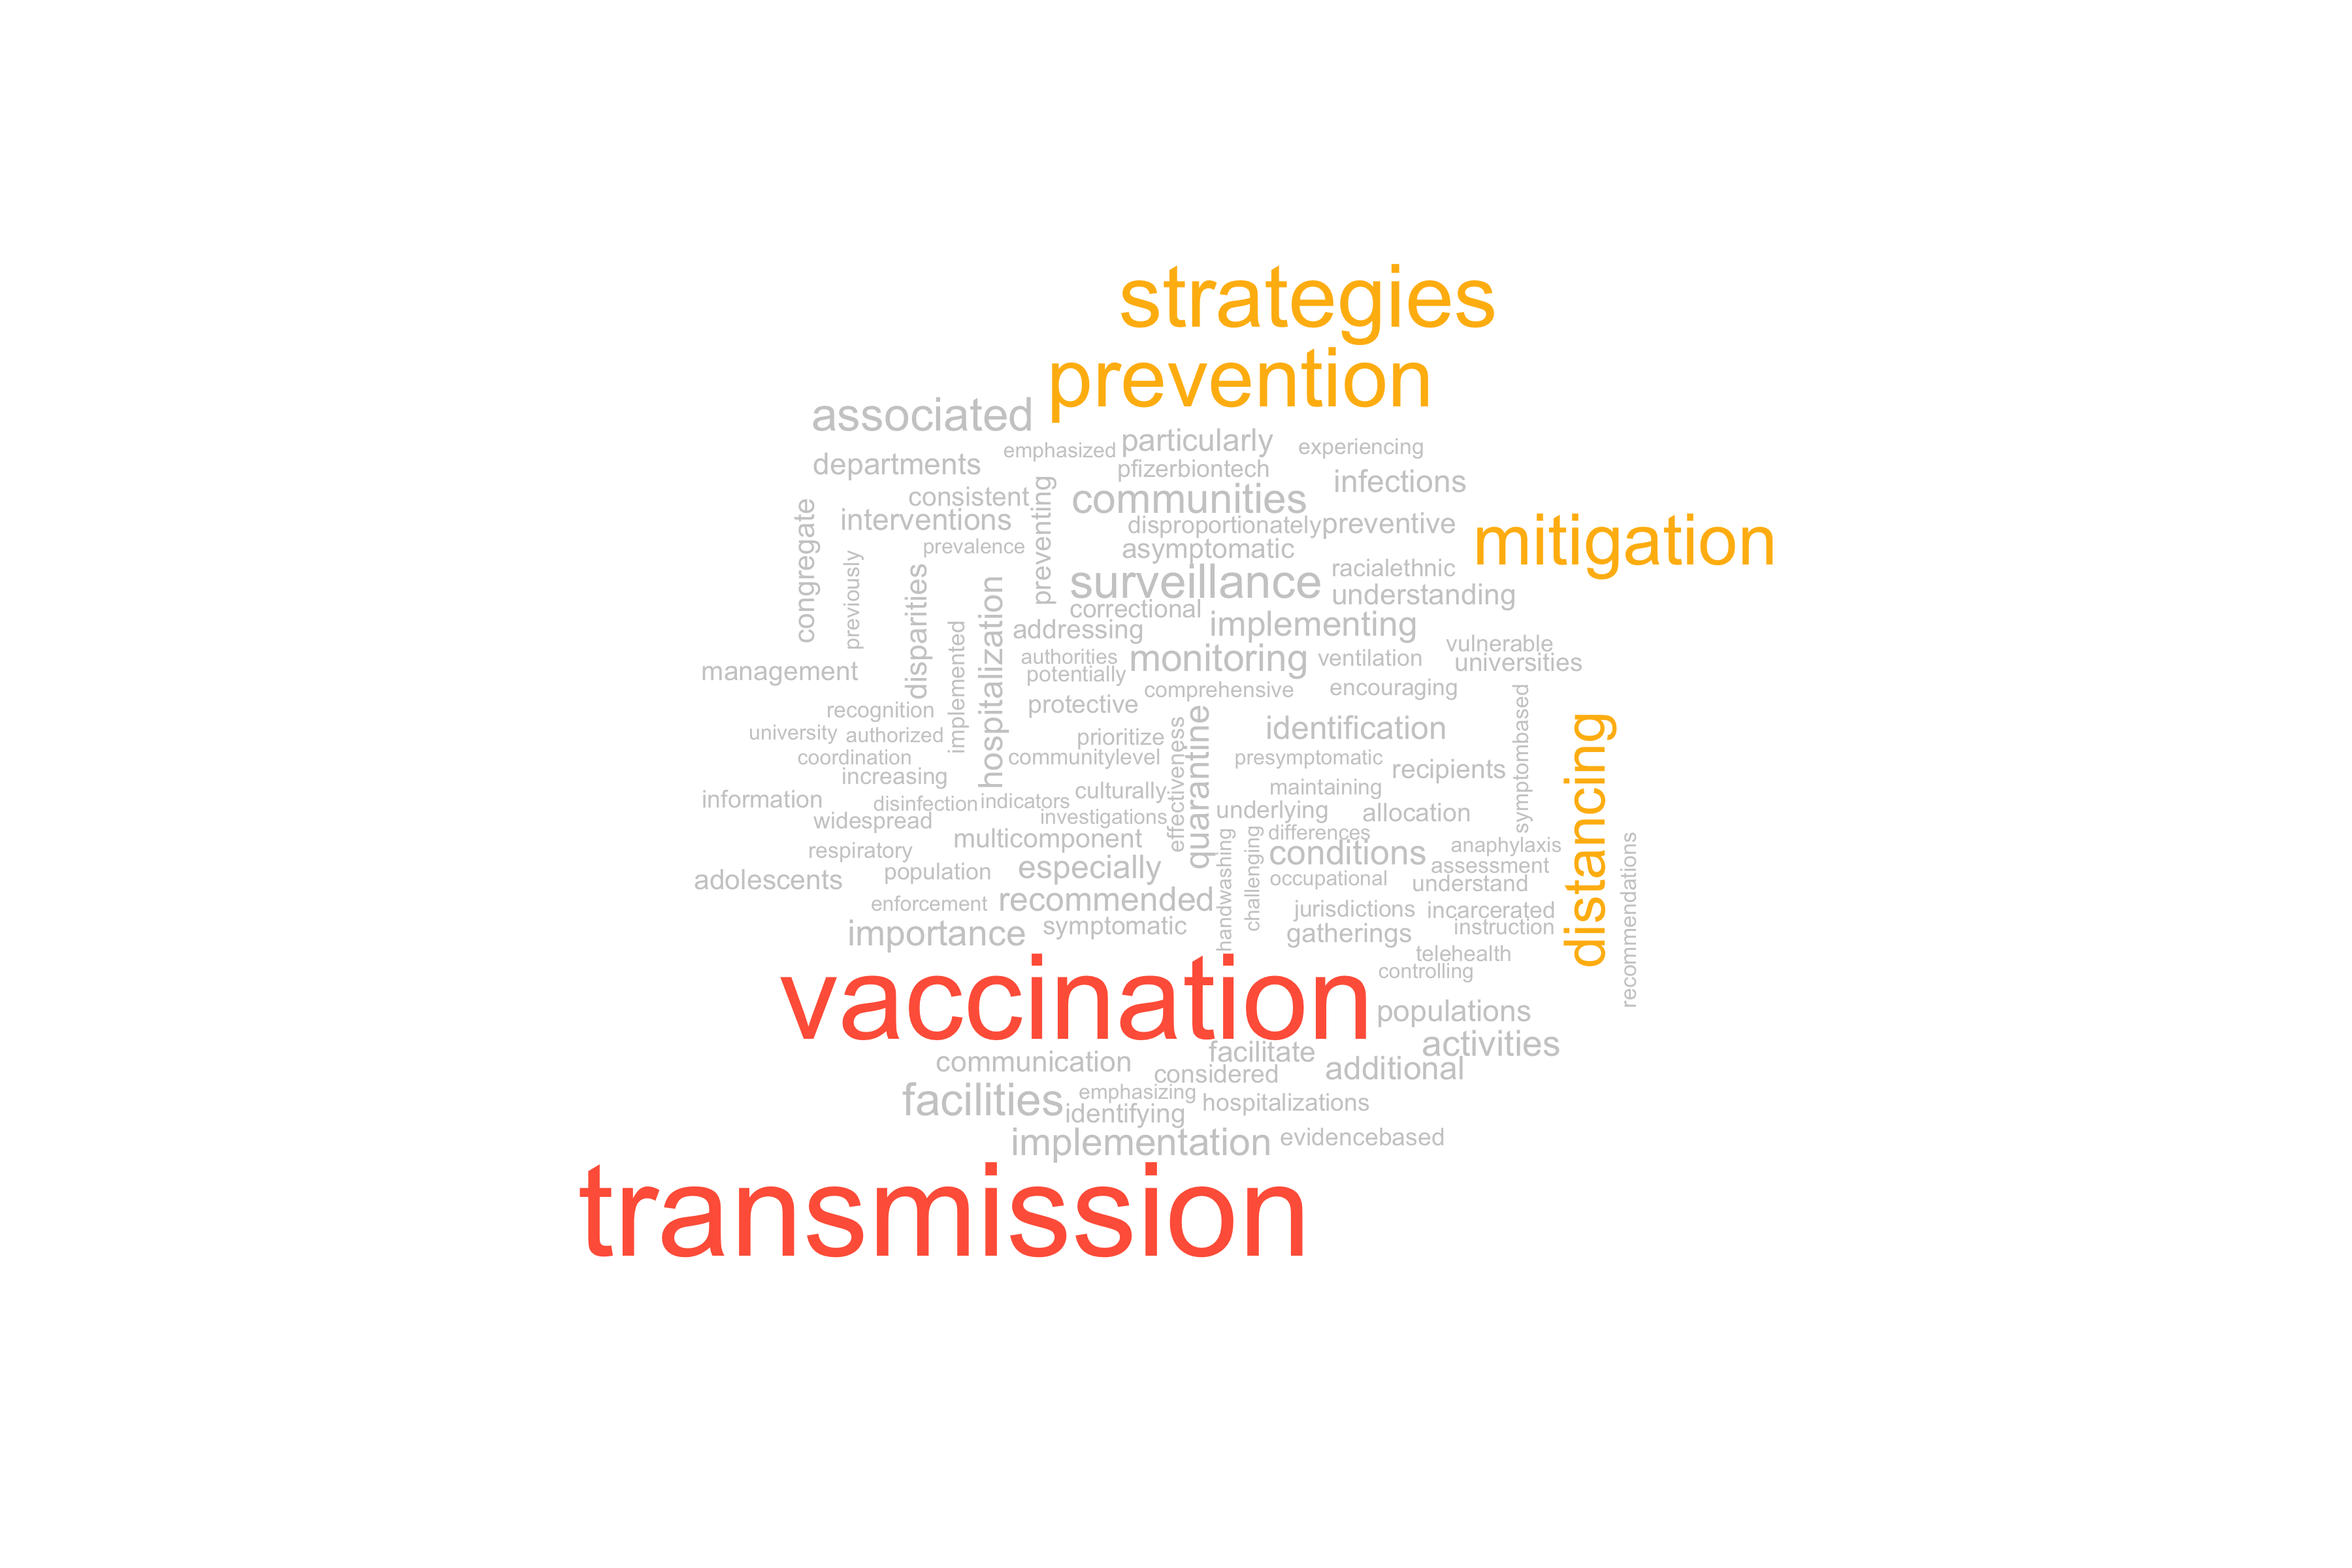 strategies
prevention
associated
emphasized
particularly
experiencing
departments
pfizerbiontech
infections
consistent
communities
interventions
disproportionately
preventive
mitigation
congregate
previously
prevalence
preventing
asymptomatic
disparities
surveillance
racialethnic
understanding
hospitalization
correctional
implemented
addressing
implementing
vulnerable
management
authorities
monitoring
ventilation
universities
potentially
comprehensive
encouraging
symptombased
recognition
protective
university
authorized
prioritize
effectiveness
quarantine
identification
distancing
coordination
communitylevel
presymptomatic
increasing
recipients
information
disinfection
indicators
culturally
maintaining
widespread
investigations
underlying
allocation
respiratory
multicomponent
differences
handwashing
challenging
conditions
anaphylaxis
adolescents
population
especially
occupational
assessment
understand
recommendations
enforcement
recommended
jurisdictions
incarcerated
importance
symptomatic
gatherings
instruction
telehealth
controlling
vaccination
populations
communication
facilitate
activities
considered
additional
facilities
emphasizing
identifying
hospitalizations
implementation
evidencebased
transmission